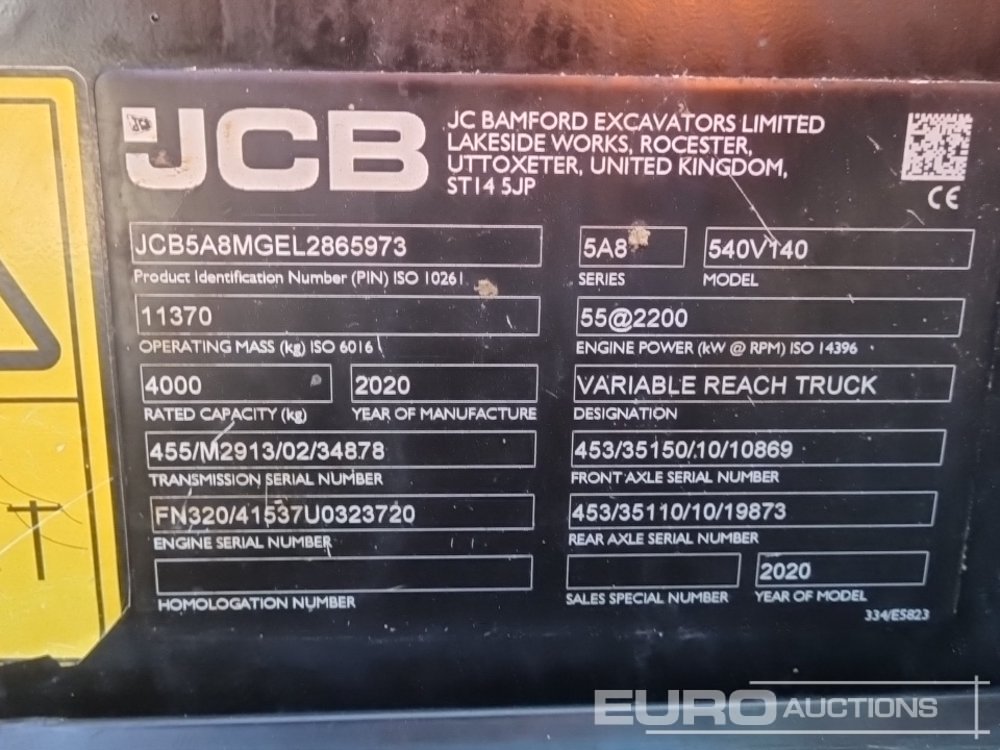 JCB
JC BAMFORD EXCAVATORS LIMITED
LAKESIDE WORKS, ROCESTER,
UTTOXETER, UNITED KINGDOM,
ST14 5JP
CE
JCB5A8MGEL2865973
Product Identification Number (PIN) ISO 10261
5A8
SERIES
540V140
MODEL
11370
OPERATING MASS (kg) ISO 6016
55@2200
ENGINE POWER (kW @ RPM) ISO 14396
4000
RATED CAPACITY (kg)
2020
YEAR OF MANUFACTURE
VARIABLE REACH TRUCK
DESIGNATION
455/M2913/02/34878
TRANSMISSION SERIAL NUMBER
453/35150/10/10869
FRONT AXLE SERIAL NUMBER
FN320/41537U0323720
ENGINE SERIAL NUMBER
453/35110/10/19873
REAR AXLE SERIAL NUMBER
HOMOLOGATION NUMBER
SALES SPECIAL NUMBER
2020
YEAR OF MODEL
334/E5823
EURO AUCTIONS